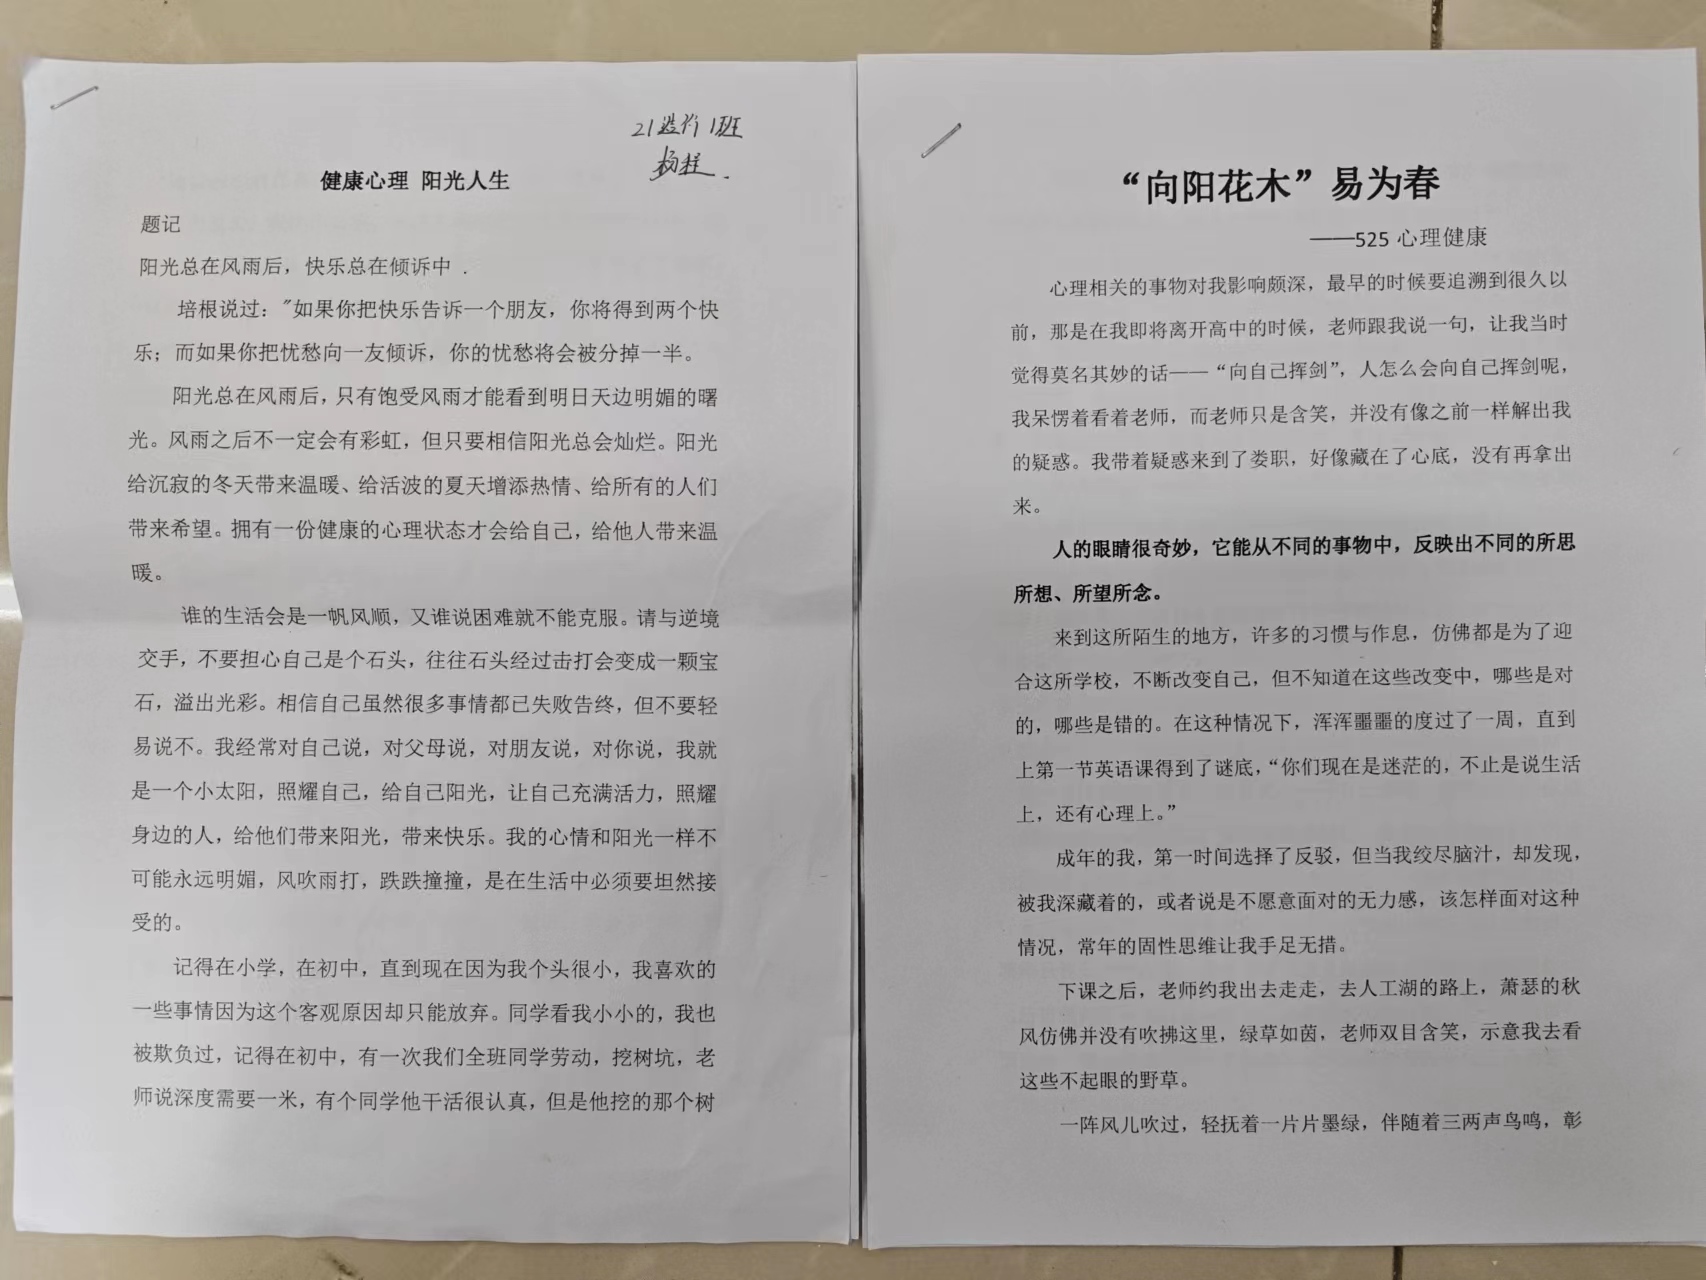 21造价1班
杨柱.
健康心理 阳光人生
题记
阳光总在风雨后，快乐总在倾诉中 .
培根说过："如果你把快乐告诉一个朋友，你将得到两个快
乐；而如果你把忧愁向一友倾诉，你的忧愁将会被分掉一半。
阳光总在风雨后，只有饱受风雨才能看到明日天边明媚的曙
光。风雨之后不一定会有彩虹，但只要相信阳光总会灿烂。阳光
给沉寂的冬天带来温暖、给活波的夏天增添热情、给所有的人们
带来希望。拥有一份健康的心理状态才会给自己，给他人带来温
暖。
谁的生活会是一帆风顺，又谁说困难就不能克服。请与逆境
交手，不要担心自己是个石头，往往石头经过击打会变成一颗宝
石，溢出光彩。相信自己虽然很多事情都已失败告终，但不要轻
易说不。我经常对自己说，对父母说，对朋友说，对你说，我就
是一个小太阳，照耀自己，给自己阳光，让自己充满活力，照耀
身边的人，给他们带来阳光，带来快乐。我的心情和阳光一样不
可能永远明媚，风吹雨打，跌跌撞撞，是在生活中必须要坦然接
受的。
记得在小学，在初中，直到现在因为我个头很小，我喜欢的
一些事情因为这个客观原因却只能放弃。同学看我小小的，我也
被欺负过，记得在初中，有一次我们全班同学劳动，挖树坑，老
师说深度需要一米，有个同学他干活很认真，但是他挖的那个树
“向阳花木”易为春
——525 心理健康
心理相关的事物对我影响颇深，最早的时候要追溯到很久以
前，那是在我即将离开高中的时候，老师跟我说一句，让我当时
觉得莫名其妙的话——“向自己挥剑”，人怎么会向自己挥剑呢，
我呆愣着看着老师，而老师只是含笑，并没有像之前一样解出我
的疑惑。我带着疑惑来到了娄职，好像藏在了心底，没有再拿出
来。
人的眼睛很奇妙，它能从不同的事物中，反映出不同的所思
所想、所望所念。
来到这所陌生的地方，许多的习惯与作息，仿佛都是为了迎
合这所学校，不断改变自己，但不知道在这些改变中，哪些是对
的，哪些是错的。在这种情况下，浑浑噩噩的度过了一周，直到
上第一节英语课得到了谜底，“你们现在是迷茫的，不止是说生活
上，还有心理上。”
成年的我，第一时间选择了反驳，但当我绞尽脑汁，却发现，
被我深藏着的，或者说是不愿意面对的无力感，该怎样面对这种
情况，常年的固性思维让我手足无措。
下课之后，老师约我出去走走，去人工湖的路上，萧瑟的秋
风仿佛并没有吹拂这里，绿草如茵，老师双目含笑，示意我去看
这些不起眼的野草。
一阵风儿吹过，轻抚着一片片墨绿，伴随着三两声鸟鸣，彰